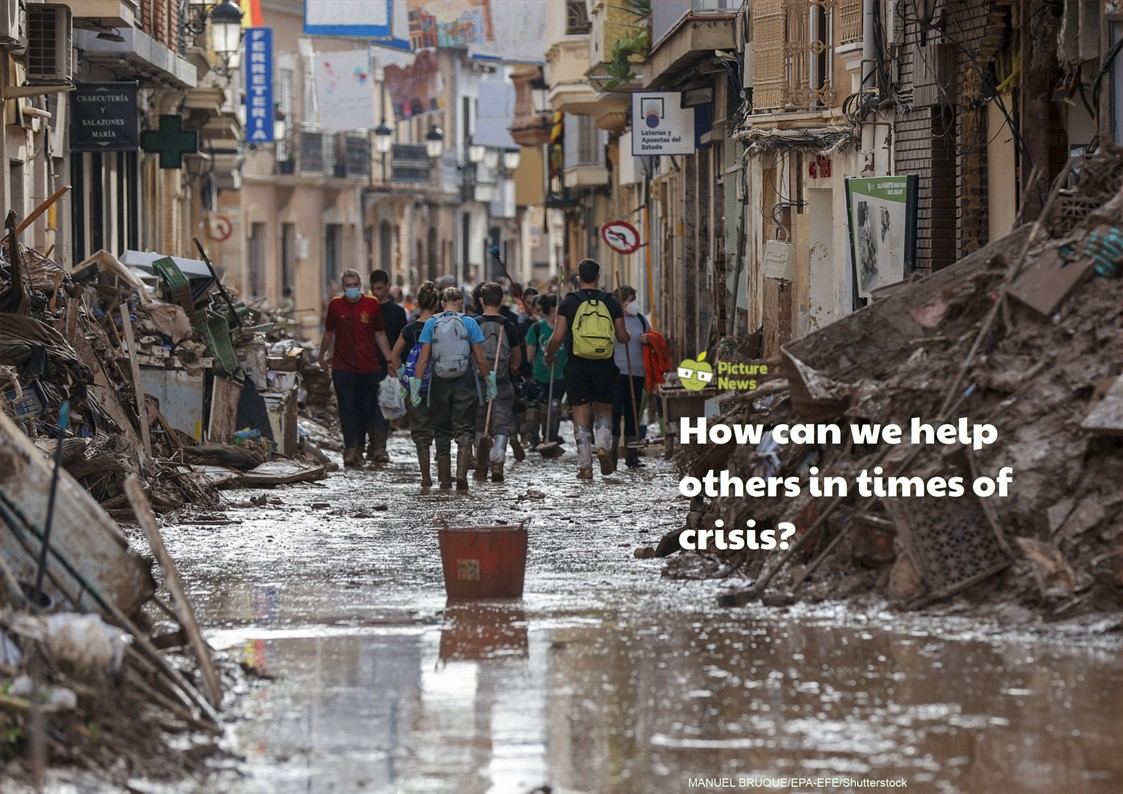 FERRETERIA
CHARCUTERÍA
Y
SALAZONES
MARÍA
Loterías y
Apuestas del
Estado
Picture
News
How can we help
others in times of
crisis?
MANUEL BRUQUE/EPA-EFE/Shutterstock